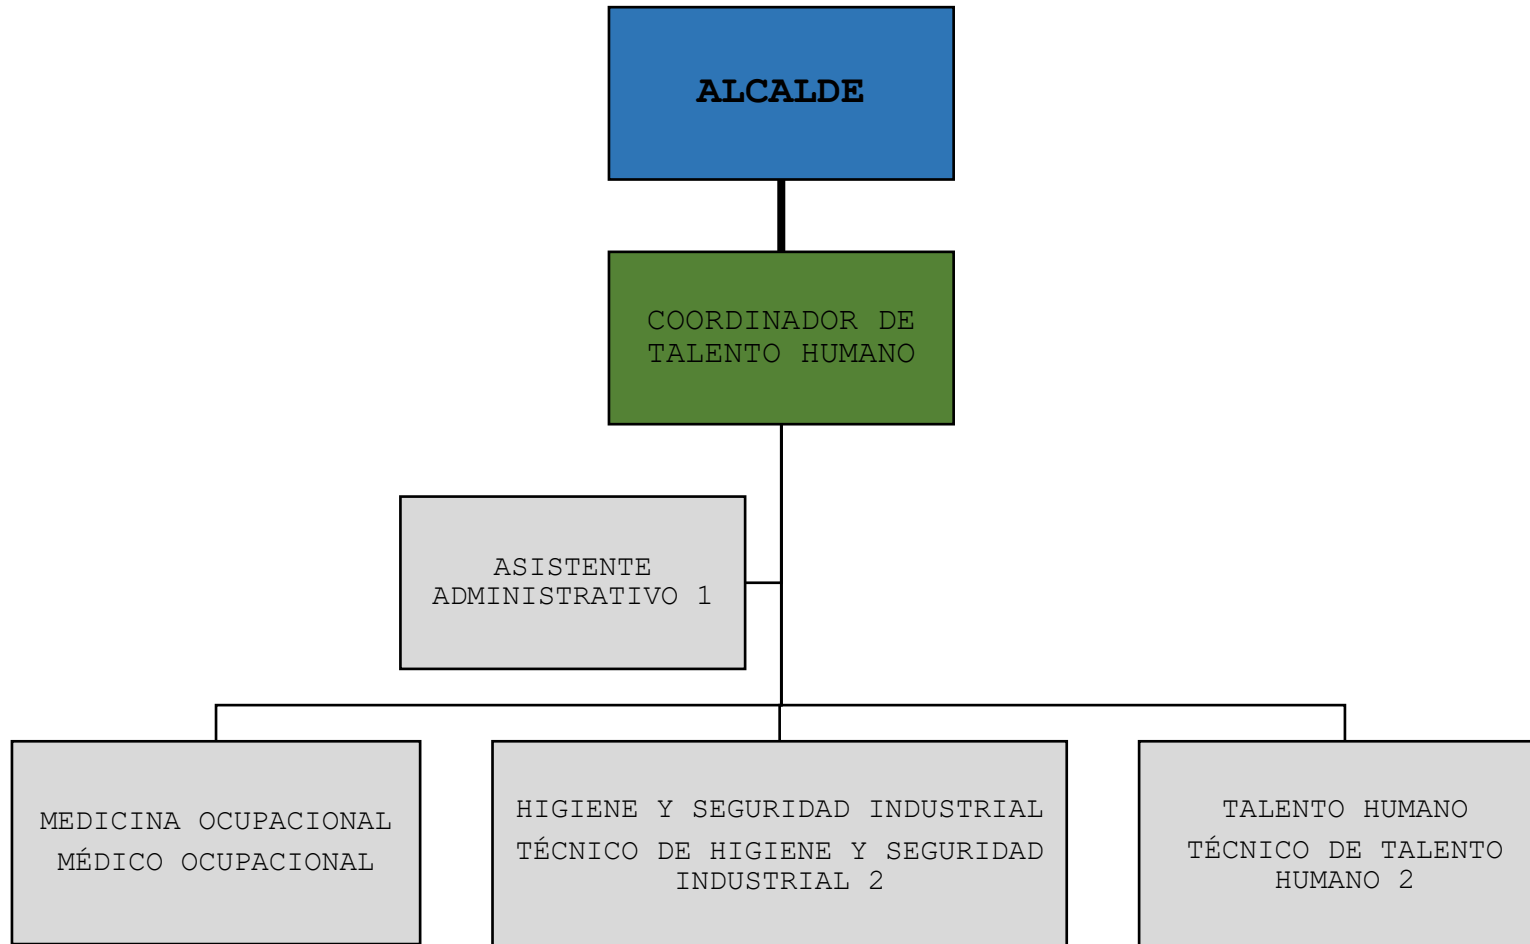 ALCALDE
COORDINADOR DE
TALENTO HUMANO
ASISTENTE
ADMINISTRATIVO 1
MEDICINA OCUPACIONAL
MÉDICO OCUPACIONAL
HIGIENE Y SEGURIDAD INDUSTRIAL
TÉCNICO DE HIGIENE Y SEGURIDAD
INDUSTRIAL 2
TALENTO HUMANO
TÉCNICO DE TALENTO
HUMANO 2